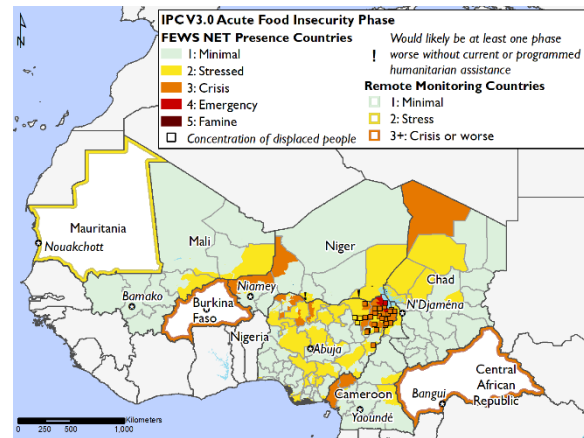 IPC V3.0 Acute Food Insecurity Phase
FEWS NET Presence Countries
1: Minimal
2: Stressed
3: Crisis
4: Emergency
5: Famine
Concentration of displaced people
! Would likely be at least one phase
worse without current or programmed
humanitarian assistance
Remote Monitoring Countries
1: Minimal
2: Stress
3+: Crisis or worse
Mauritania
Nouakchott
Mali
Niger
Chad
Bamako
Niamey
Burkina
Faso
N'Djamena
Nigeria
Abuja
Cameroon
Yaoundé
Bangui
Central
African
Republic
! !
Kilometers
0 250 500 1,000